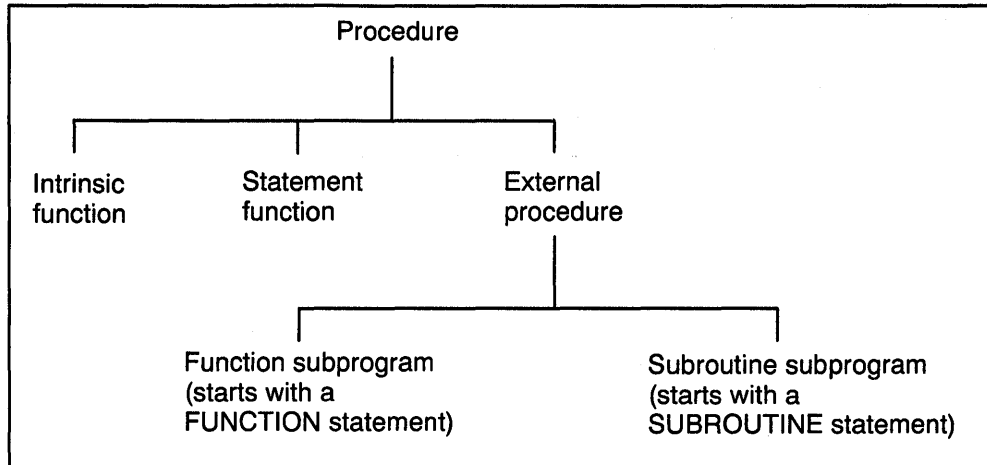 Procedure
Intrinsic
function
Statement
function
External
procedure
Function subprogram
(starts with a
FUNCTION statement)
Subroutine subprogram
(starts with a
SUBROUTINE statement)